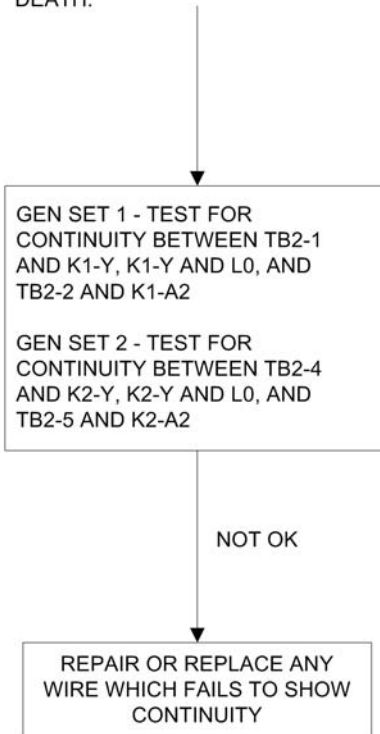 DEATH.
GEN SET 1 - TEST FOR
CONTINUITY BETWEEN TB2-1
AND K1-Y, K1-Y AND L0, AND
TB2-2 AND K1-A2
GEN SET 2 - TEST FOR
CONTINUITY BETWEEN TB2-4
AND K2-Y, K2-Y AND L0, AND
TB2-5 AND K2-A2
NOT OK
REPAIR OR REPLACE ANY
WIRE WHICH FAILS TO SHOW
CONTINUITY